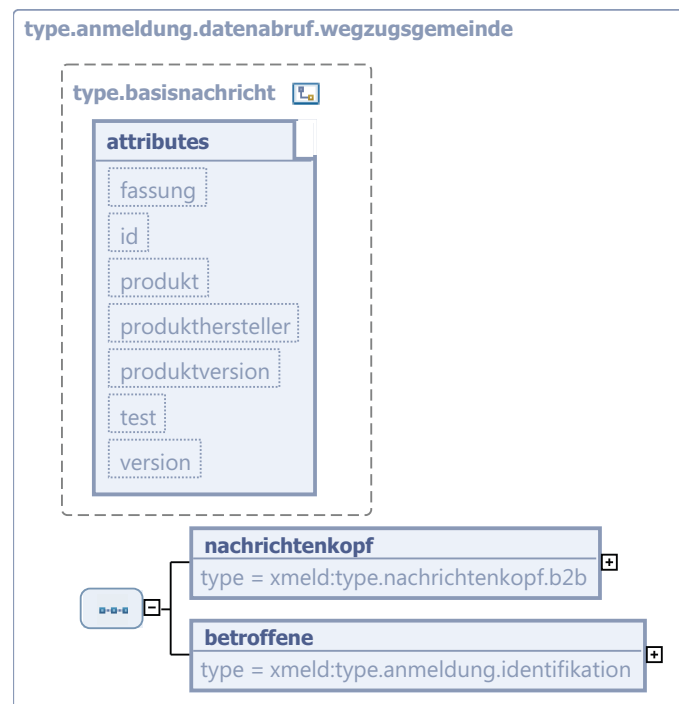 type.anmeldung.datenabruf.wegzugsgemeinde
type.basisnachricht
attributes
fassung
id
produkt
produkthersteller
produktversion
test
version
nachrichtenkopf
type = xmeld:type.nachrichtenkopf.b2b
betroffene
type = xmeld:type.anmeldung.identifikation